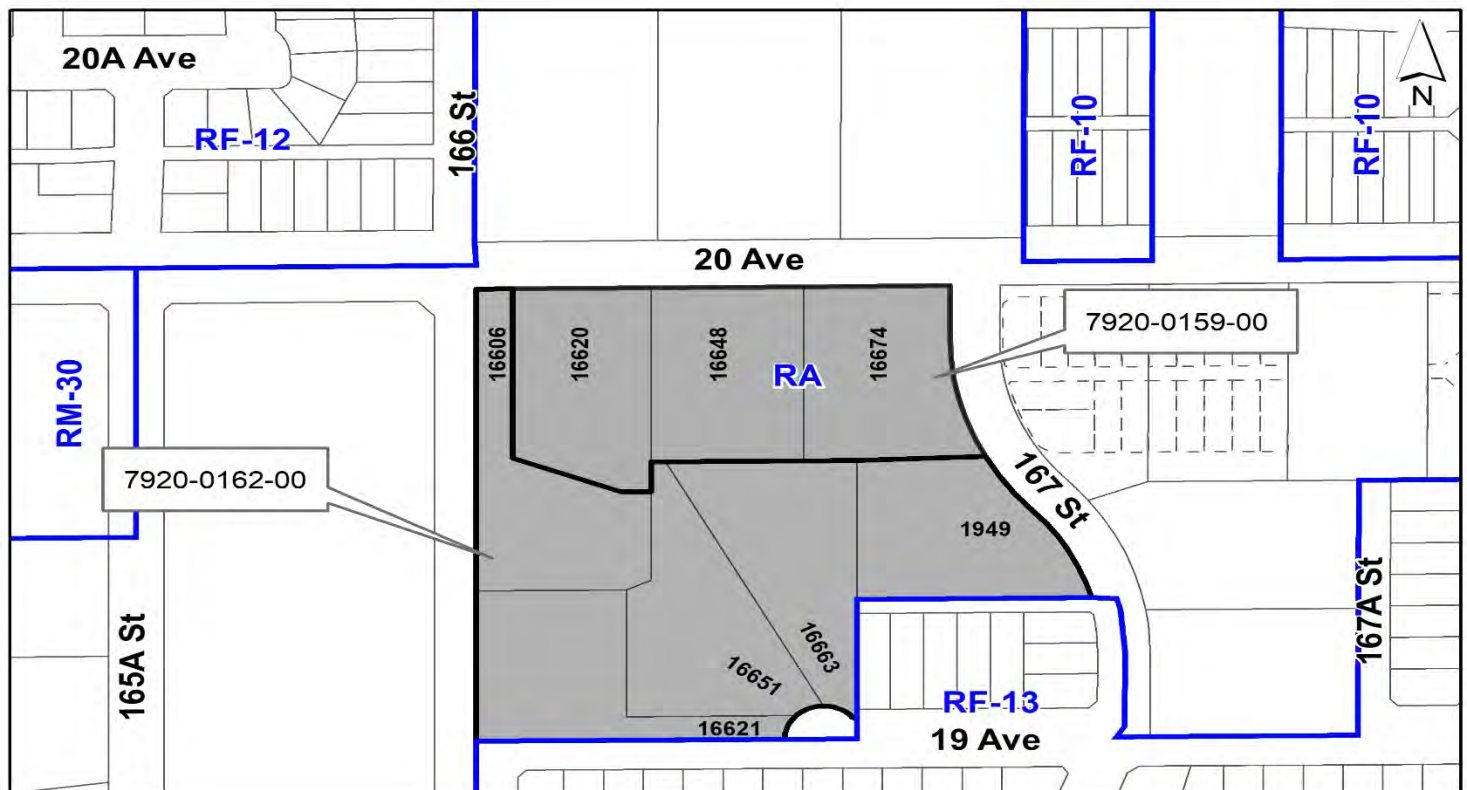 20A Ave
RF-12
166 St
RF-10
RF-10
N
20 Ave
7920-0159-00
16606
16620
16648
16674
RA
RM-30
7920-0162-00
167 St
1949
165A St
167A St
16663
16651
16621
RF-13
19 Ave